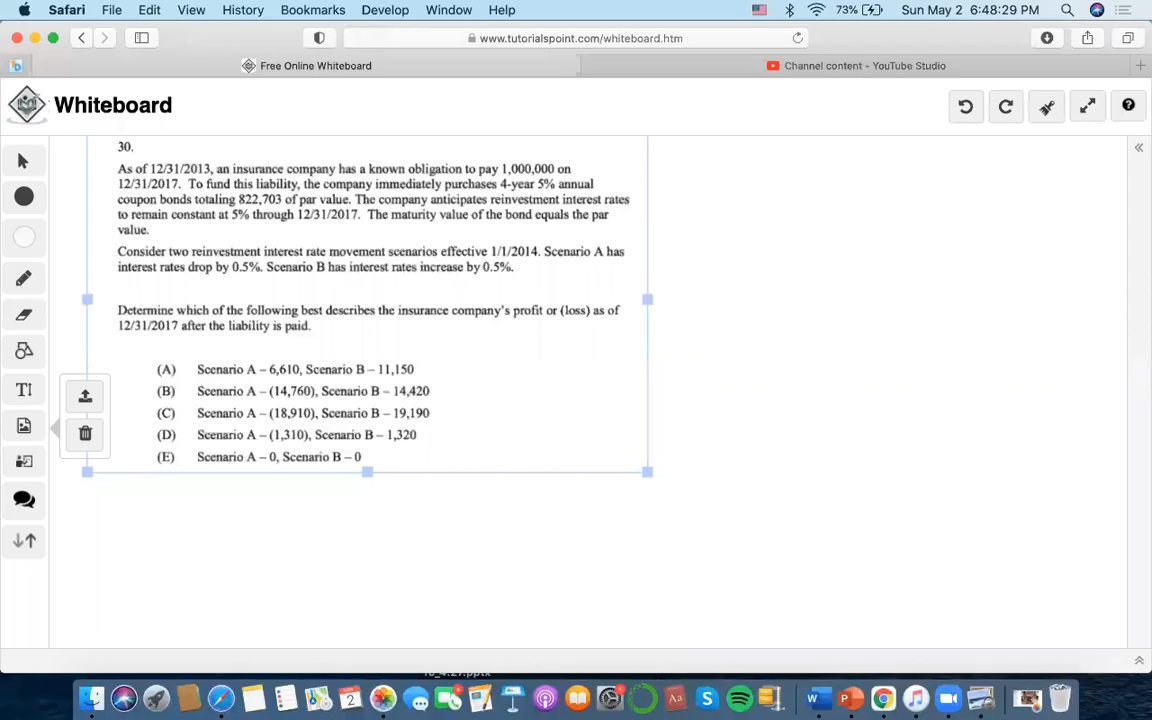 Safari File Edit View History Bookmarks Develop Window Help 73% Sun May 2 6:48:29 PM
www.tutorialspoint.com/whiteboard.htm
Free Online Whiteboard Channel content - YouTube Studio
Whiteboard
30.
As of 12/31/2013, an insurance company has a known obligation to pay 1,000,000 on
12/31/2017. To fund this liability, the company immediately purchases 4-year 5% annual
coupon bonds totaling 822,703 of par value. The company anticipates reinvestment interest rates
to remain constant at 5% through 12/31/2017. The maturity value of the bond equals the par
value.
Consider two reinvestment interest rate movement scenarios effective 1/1/2014. Scenario A has
interest rates drop by 0.5%. Scenario B has interest rates increase by 0.5%.
Determine which of the following best describes the insurance company's profit or (loss) as of
12/31/2017 after the liability is paid.
(A) Scenario A – 6,610, Scenario B – 11,150
(B) Scenario A – (14,760), Scenario B – 14,420
(C) Scenario A – (18,910), Scenario B – 19,190
(D) Scenario A – (1,310), Scenario B – 1,320
(E) Scenario A – 0, Scenario B – 0